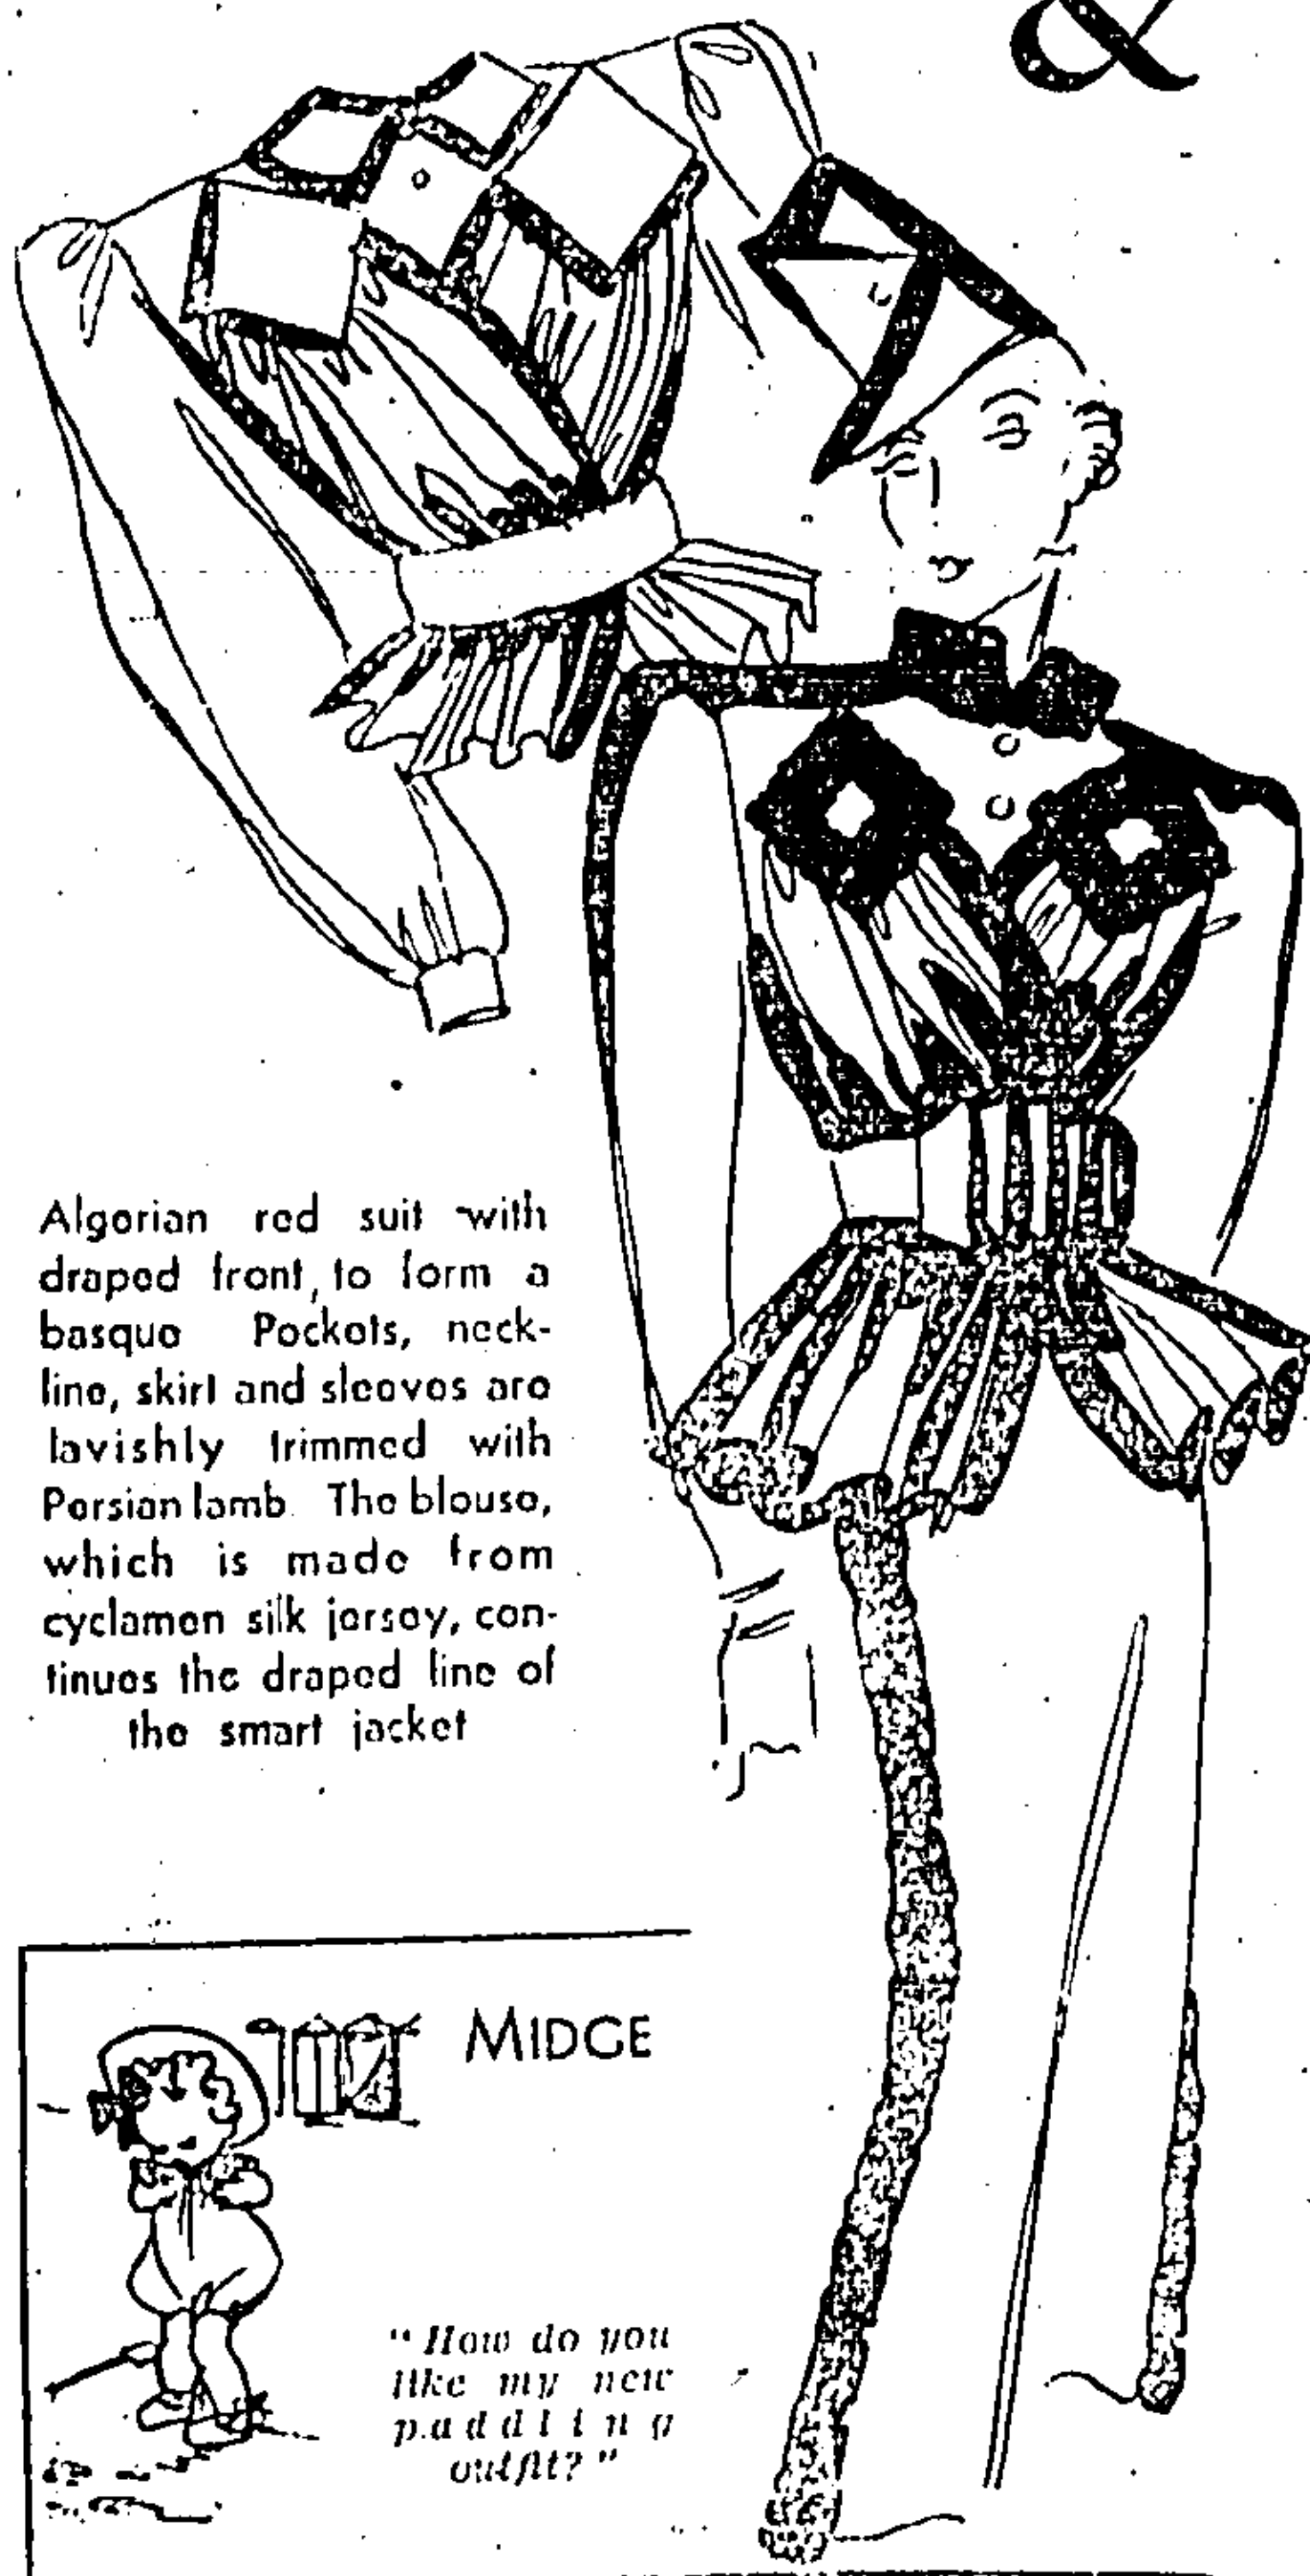 &
Algerian red suit with
draped front, to form a
basque Pockets, neck-
line, skirt and sleeves are
lavishly trimmed with
Persian lamb. The blouse,
which is made from
cyclamen silk jersey, con-
tinues the draped line of
the smart jacket
MIDGE
"How do you
like my new
paddling
outfit?"